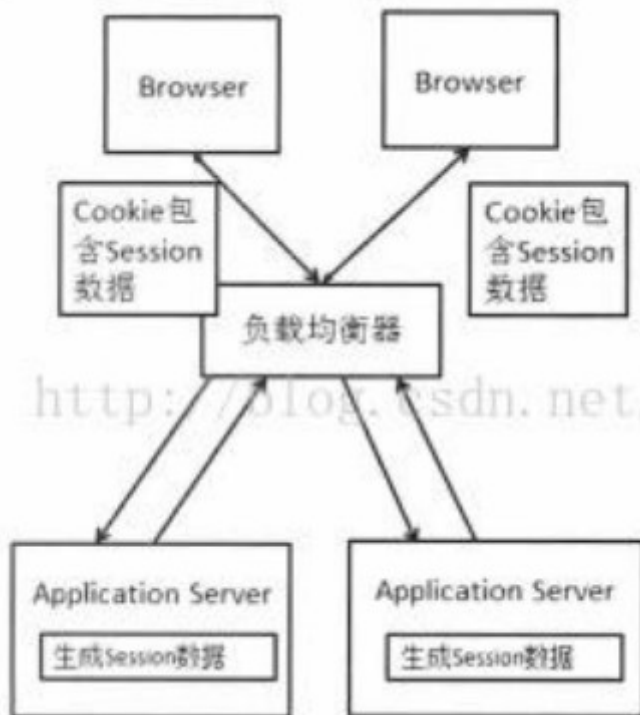 Browser
Browser
Cookie包
含Session
数据
Cookie包
含Session
数据
负载均衡器
http://blog.csdn.net
Application Server
生成Session数据
Application Server
生成Session数据